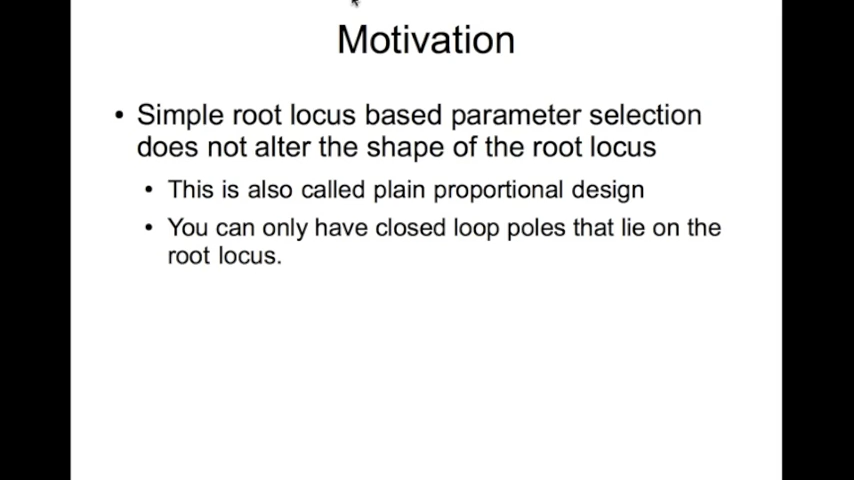 Motivation
• Simple root locus based parameter selection
does not alter the shape of the root locus
• This is also called plain proportional design
• You can only have closed loop poles that lie on the
root locus.